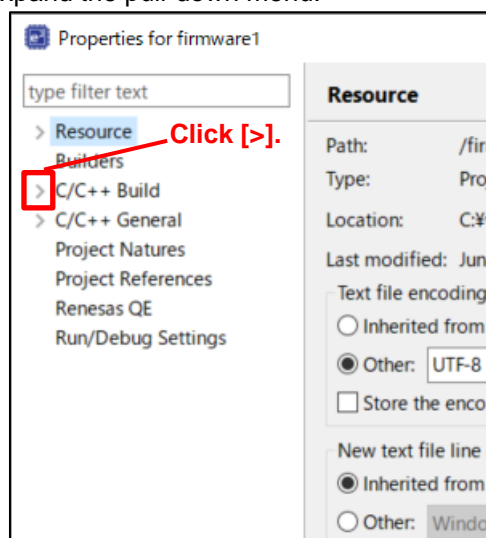 Properties for firmware1
type filter text
Resource
Click [>].
Builders
C/C++ Build
C/C++ General
Project Natures
Project References
Renesas QE
Run/Debug Settings
Resource
Path:
Type:
Location: C:¥
Last modified: Jun
Text file encoding
Inherited from
Other: UTF-8
Store the enco
New text file line
Inherited from
Other: Windo